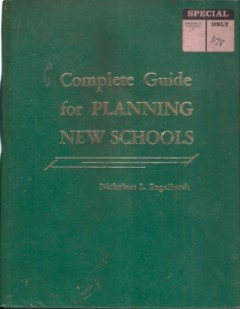 SPECIAL
ONLY
Complete Guide
for PLANNING
NEW SCHOOLS
Nickolaus L. Engelhardt